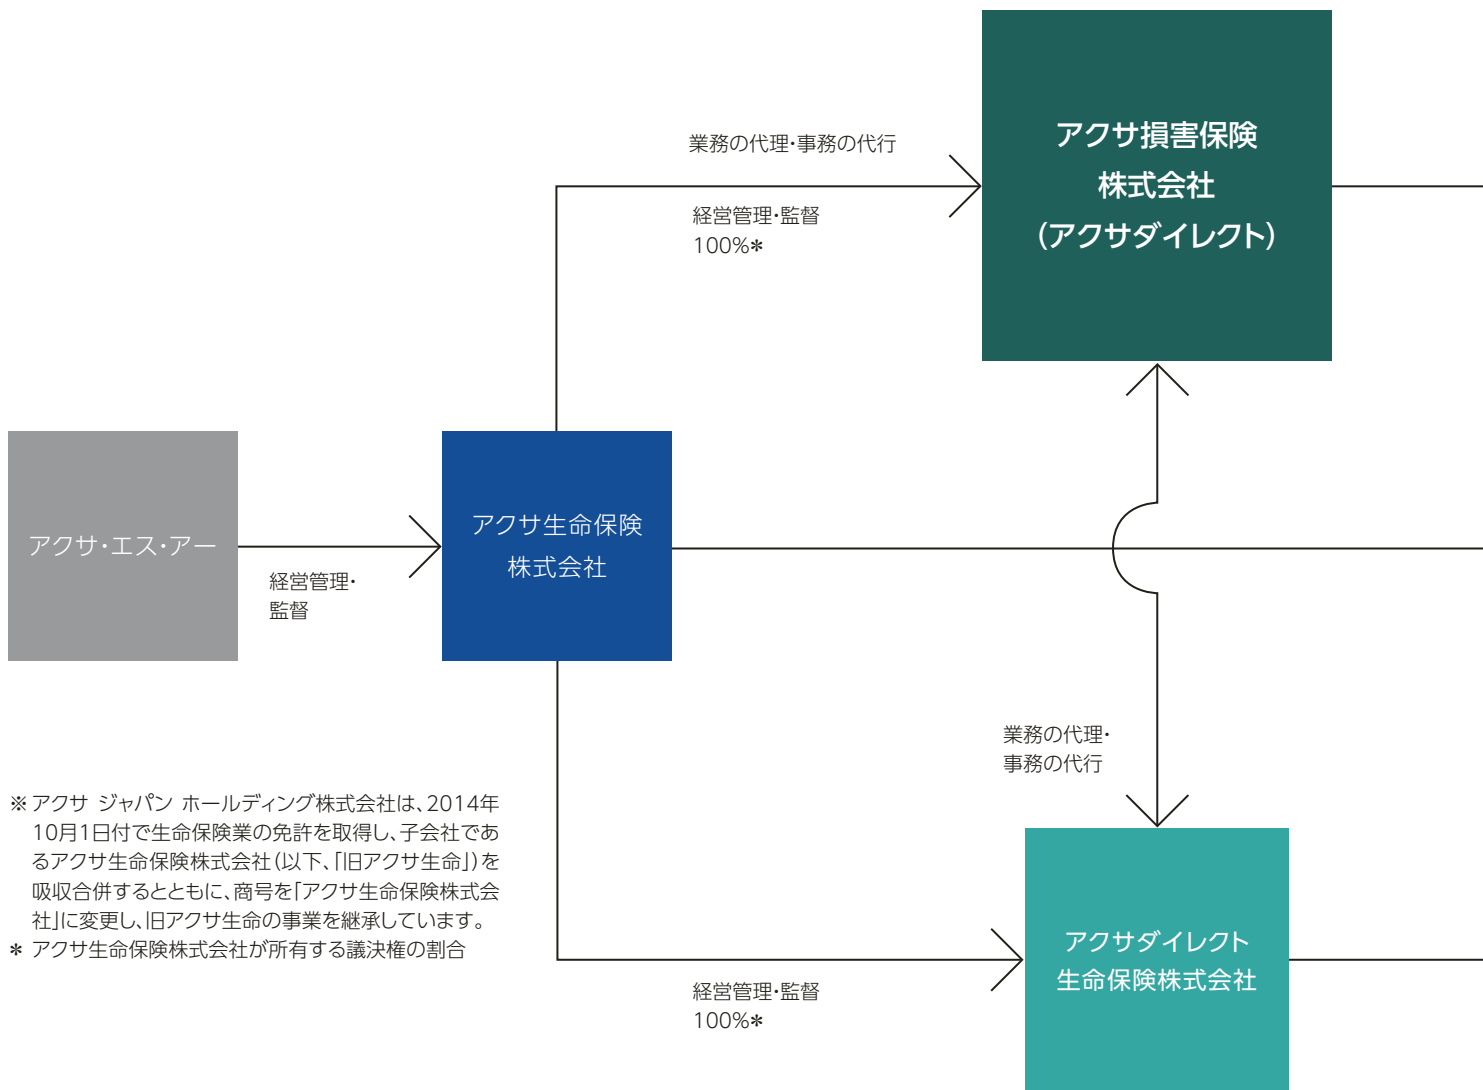 業務の代理・事務の代行
経営管理・監督
100%*
アクサ損害保険
株式会社
(アクサダイレクト)
アクサ・エス・アー
経営管理・
監督
アクサ生命保険
株式会社
業務の代理・
事務の代行
※アクサ ジャパン ホールディング株式会社は、2014年
10月1日付で生命保険業の免許を取得し、子会社であ
るアクサ生命保険株式会社(以下、「旧アクサ生命」)を
吸収合併するとともに、商号を「アクサ生命保険株式会
社」に変更し、旧アクサ生命の事業を継承しています。
* アクサ生命保険株式会社が所有する議決権の割合
経営管理・監督
100%*
アクサダイレクト
生命保険株式会社